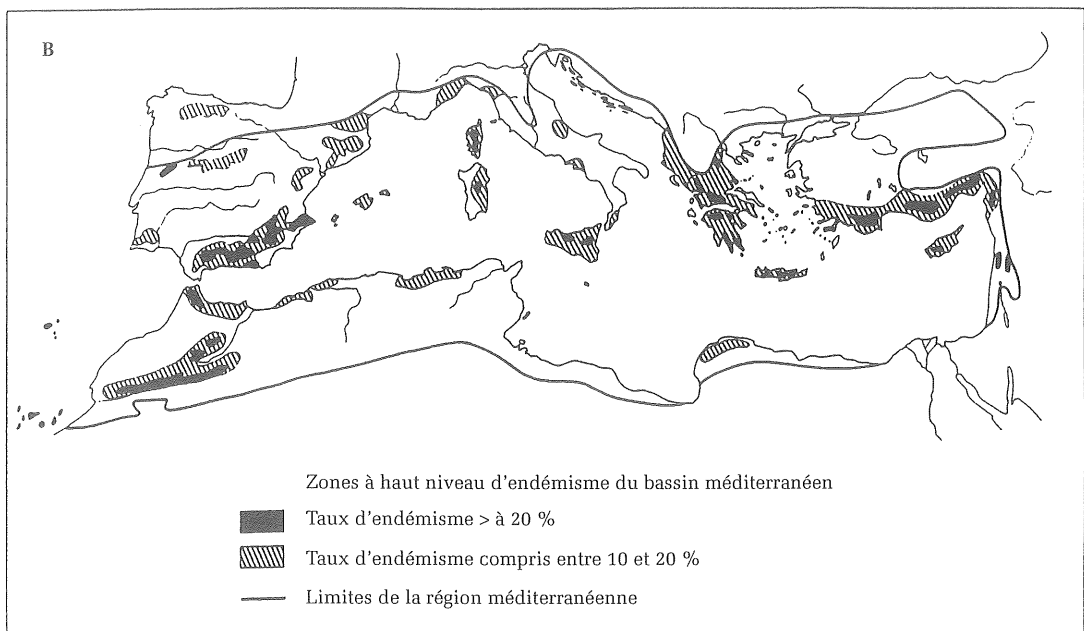 B
Zones à haut niveau d'endémisme du bassin méditerranéen
Taux d'endémisme > à 20 %
Taux d'endémisme compris entre 10 et 20 %
Limites de la région méditerranéenne